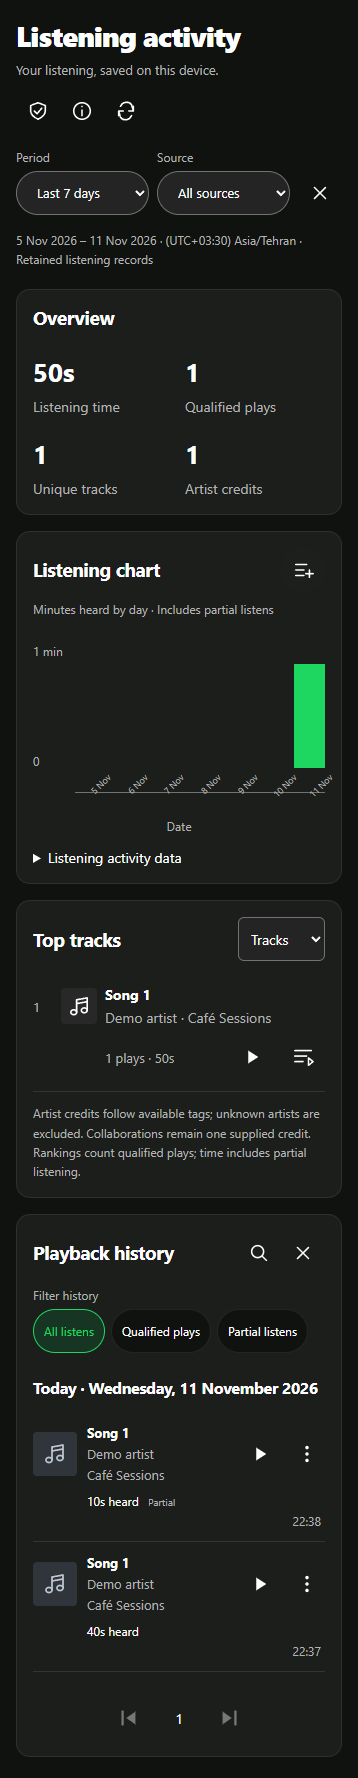 Listening activity
Your listening, saved on this device.
Period
Source
Last 7 days
All sources
5 Nov 2026 – 11 Nov 2026 · (UTC+03:30) Asia/Tehran ·
Retained listening records
Overview
50s
1
Listening time
Qualified plays
1
1
Unique tracks
Artist credits
Listening chart
Minutes heard by day · Includes partial listens
1 min
0
5 Nov
6 Nov
7 Nov
8 Nov
9 Nov
10 Nov
11 Nov
Date
Listening activity data
Top tracks
Tracks
1
Song 1
Demo artist · Café Sessions
1 plays · 50s
Artist credits follow available tags; unknown artists are
excluded. Collaborations remain one supplied credit.
Rankings count qualified plays; time includes partial
listening.
Playback history
Filter history
All listens
Qualified plays
Partial listens
Today · Wednesday, 11 November 2026
Song 1
Demo artist
Café Sessions
10s heard Partial
22:38
Song 1
Demo artist
Café Sessions
40s heard
22:37
1